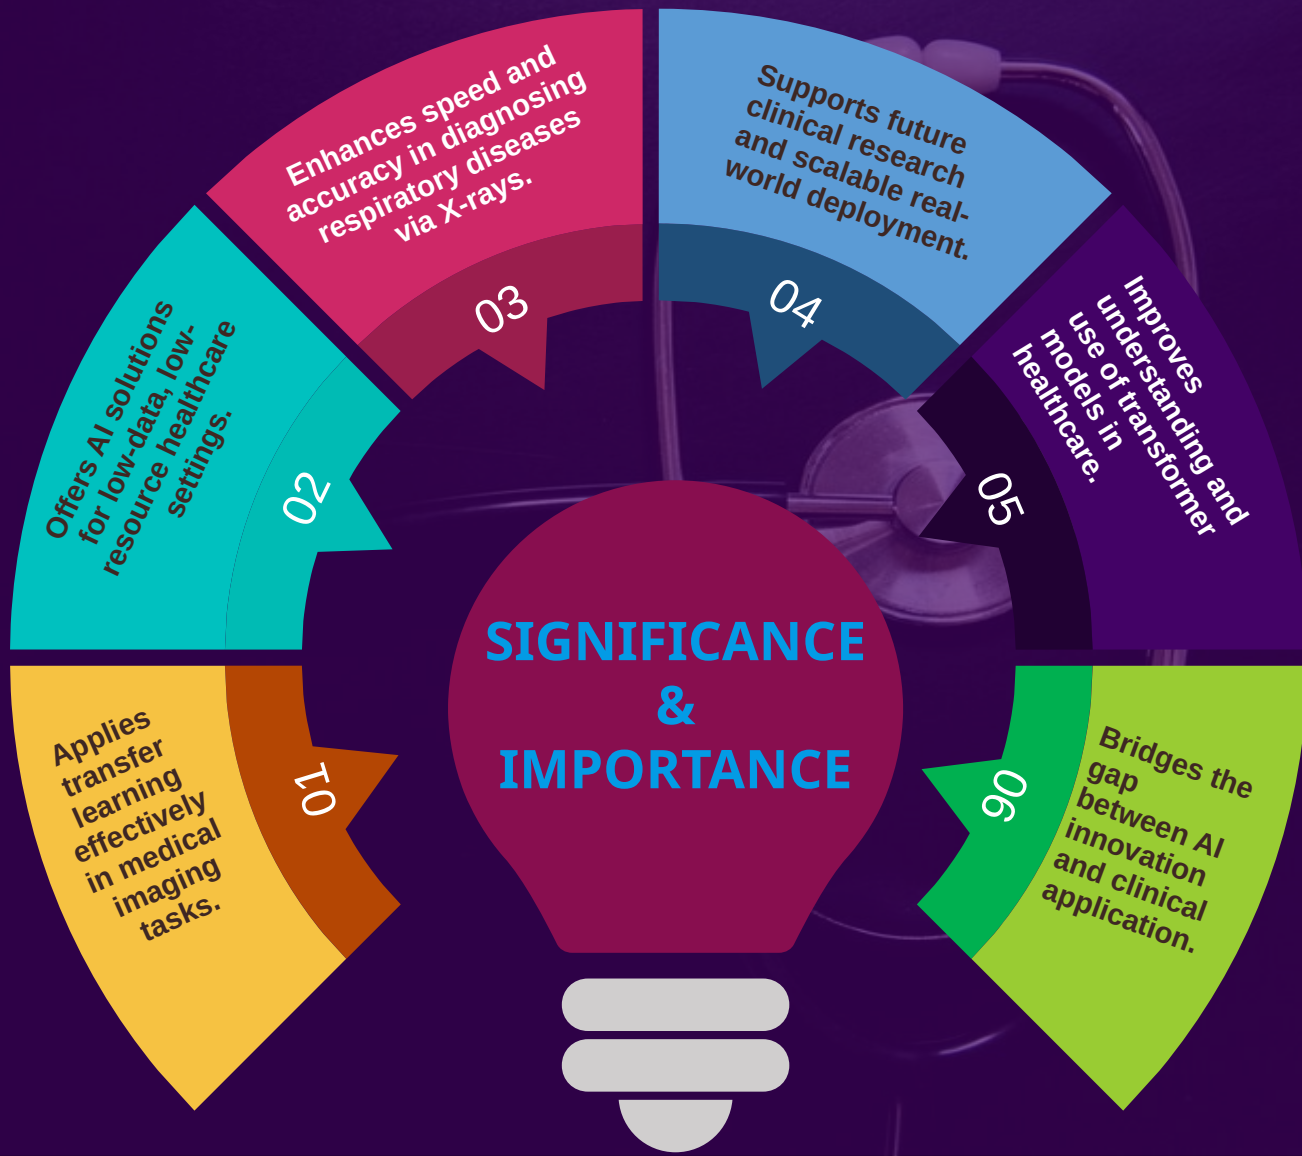 SIGNIFICANCE
&
IMPORTANCE
01
Applies
transfer
learning
effectively
in medical
imaging
tasks.
02
Offers AI solutions
for low-data, low-
resource healthcare
settings.
03
Enhances speed and
accuracy in diagnosing
respiratory diseases
via X-rays.
04
Supports future
clinical research
and scalable real-
world deployment.
05
Improves
understanding and
use of transformer
models in
healthcare.
06
Bridges the
gap
between AI
innovation
and clinical
application.